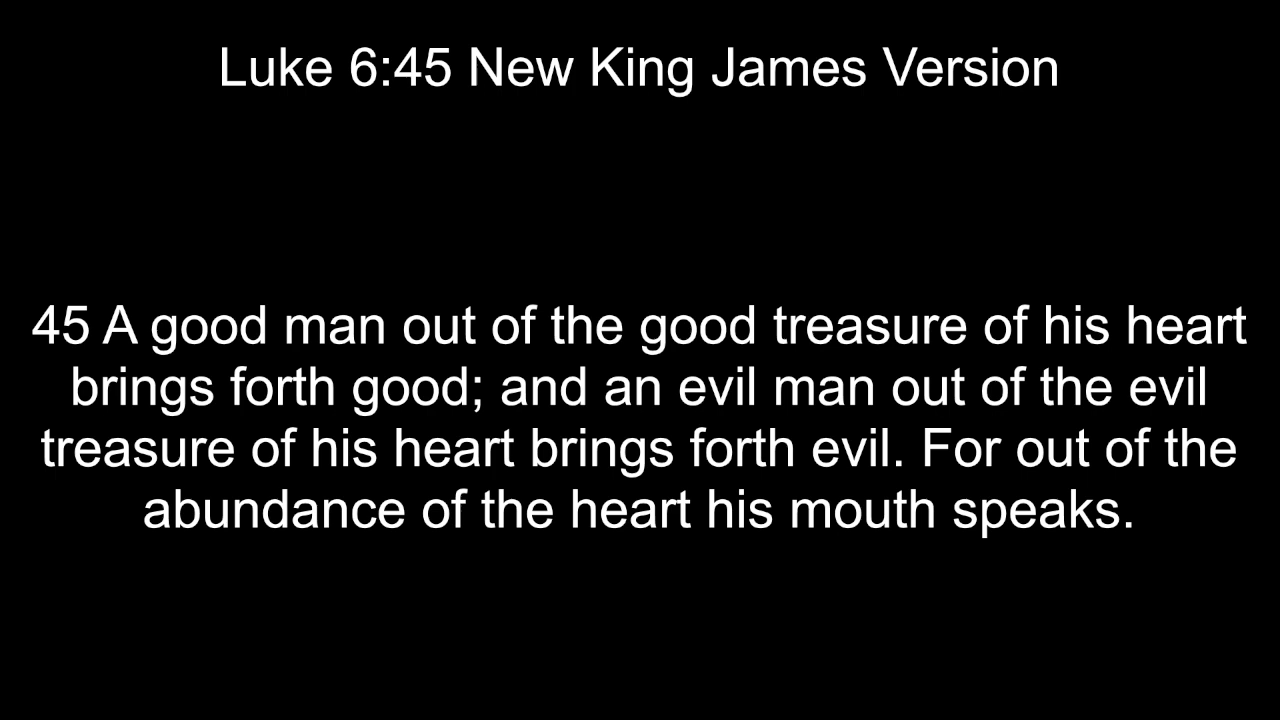 Luke 6:45 New King James Version
45 A good man out of the good treasure of his heart
brings forth good; and an evil man out of the evil
treasure of his heart brings forth evil. For out of the
abundance of the heart his mouth speaks.